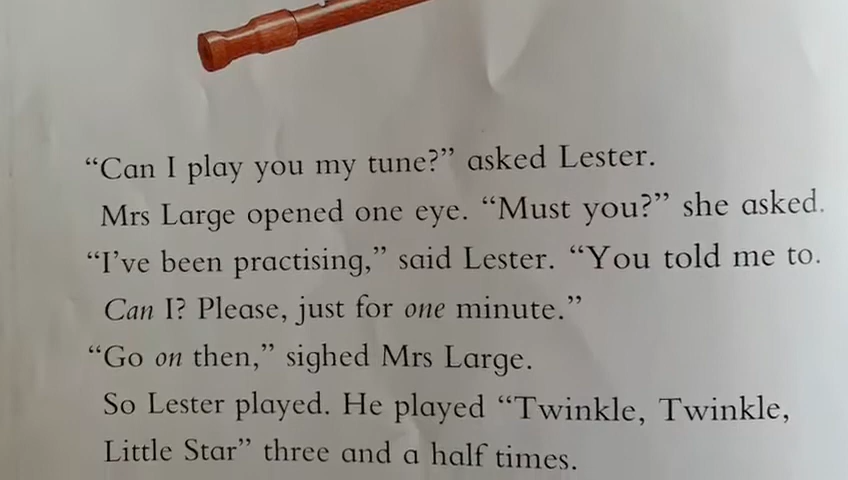 “Can I play you my tune?” asked Lester.
Mrs Large opened one eye. “Must you?” she asked.
“I’ve been practising,” said Lester. “You told me to.
Can I? Please, just for one minute.”
“Go on then,” sighed Mrs Large.
So Lester played. He played “Twinkle, Twinkle,
Little Star” three and a half times.